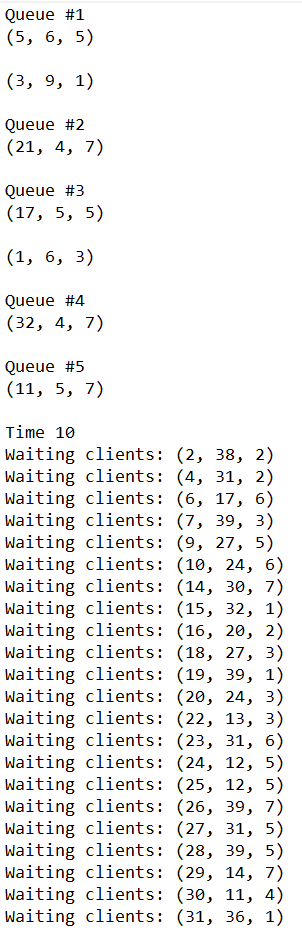 Queue #1
(5, 6, 5)
(3, 9, 1)
Queue #2
(21, 4, 7)
Queue #3
(17, 5, 5)
(1, 6, 3)
Queue #4
(32, 4, 7)
Queue #5
(11, 5, 7)
Time 10
Waiting clients: (2, 38, 2)
Waiting clients: (4, 31, 2)
Waiting clients: (6, 17, 6)
Waiting clients: (7, 39, 3)
Waiting clients: (9, 27, 5)
Waiting clients: (10, 24, 6)
Waiting clients: (14, 30, 7)
Waiting clients: (15, 32, 1)
Waiting clients: (16, 20, 2)
Waiting clients: (18, 27, 3)
Waiting clients: (19, 39, 1)
Waiting clients: (20, 24, 3)
Waiting clients: (22, 13, 3)
Waiting clients: (23, 31, 6)
Waiting clients: (24, 12, 5)
Waiting clients: (25, 12, 5)
Waiting clients: (26, 39, 7)
Waiting clients: (27, 31, 5)
Waiting clients: (28, 39, 5)
Waiting clients: (29, 14, 7)
Waiting clients: (30, 11, 4)
Waiting clients: (31, 36, 1)